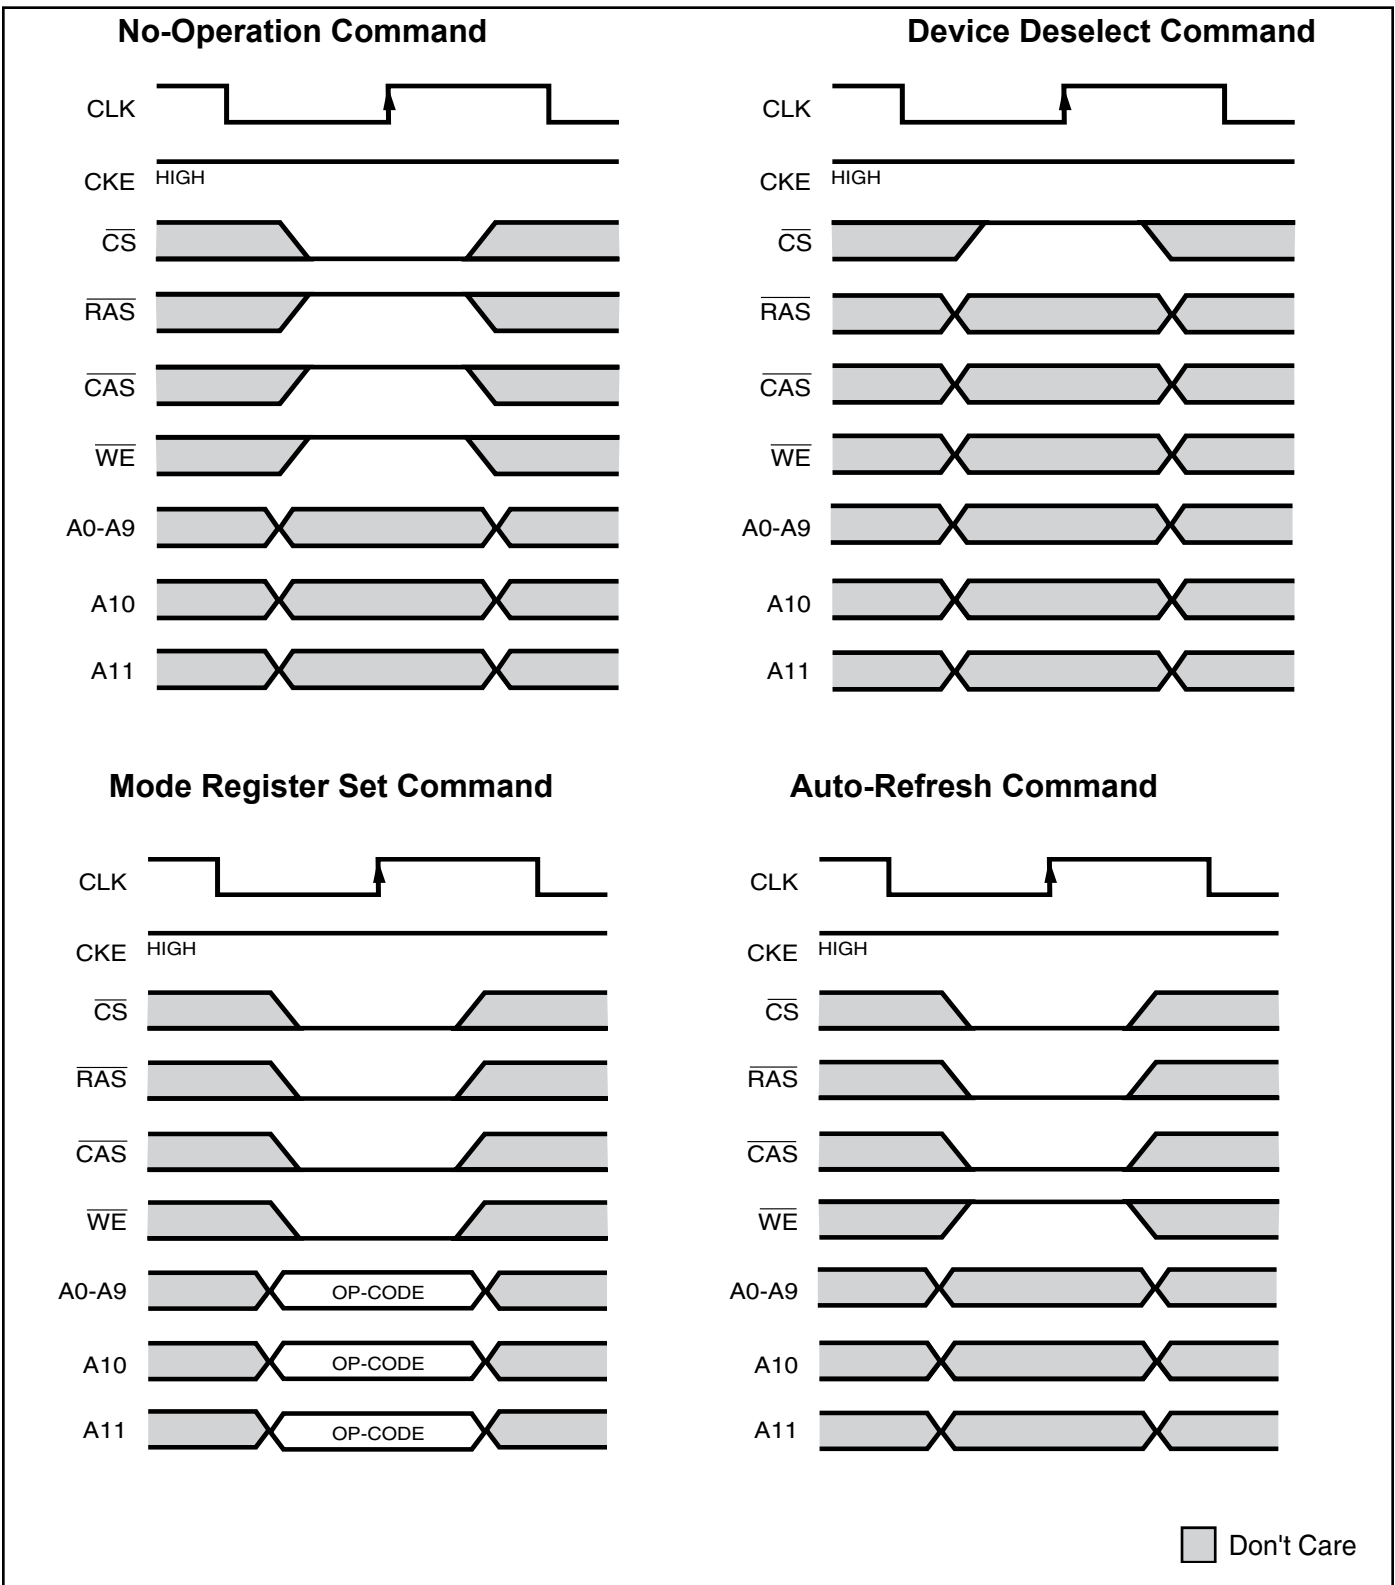 No-Operation Command
CLK
CKE HIGH
CS
RAS
CAS
WE
A0-A9
A10
A11
Device Deselect Command
CLK
CKE HIGH
CS
RAS
CAS
WE
A0-A9
A10
A11
Mode Register Set Command
CLK
CKE HIGH
CS
RAS
CAS
WE
A0-A9 OP-CODE
A10 OP-CODE
A11 OP-CODE
Auto-Refresh Command
CLK
CKE HIGH
CS
RAS
CAS
WE
A0-A9
A10
A11
Don't Care